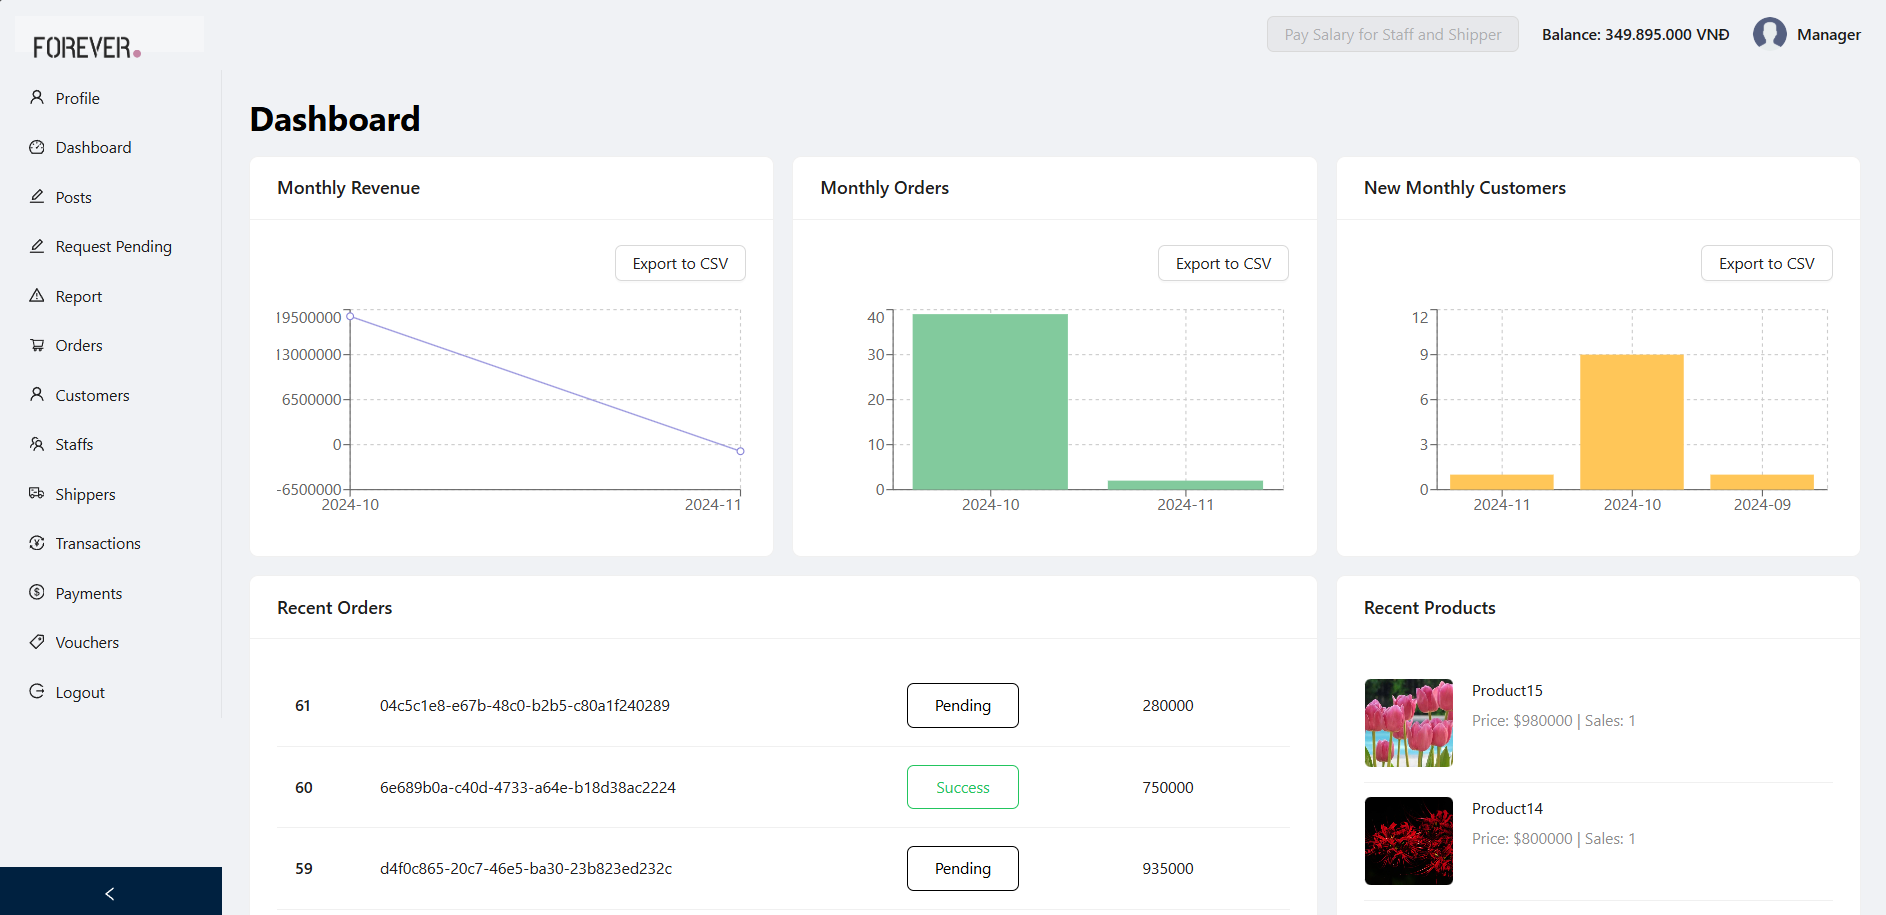 FOREVER.
Pay Salary for Staff and Shipper
Balance: 349.895.000 VNĐ
Manager
Profile
Dashboard
Posts
Request Pending
Report
Orders
Customers
Staffs
Shippers
Transactions
Payments
Vouchers
Logout
Dashboard
Monthly Revenue
Export to CSV
19500000
13000000
6500000
0
-6500000
2024-10 2024-11
Monthly Orders
Export to CSV
40
30
20
10
0
2024-10 2024-11
New Monthly Customers
Export to CSV
12
9
6
3
0
2024-11 2024-10 2024-09
Recent Orders
61 04c5c1e8-e67b-48c0-b2b5-c80a1f240289 Pending 280000
60 6e689b0a-c40d-4733-a64e-b18d38ac2224 Success 750000
59 d4f0c865-20c7-46e5-ba30-23b823ed232c Pending 935000
Recent Products
Product15
Price: $980000 | Sales: 1
Product14
Price: $800000 | Sales: 1